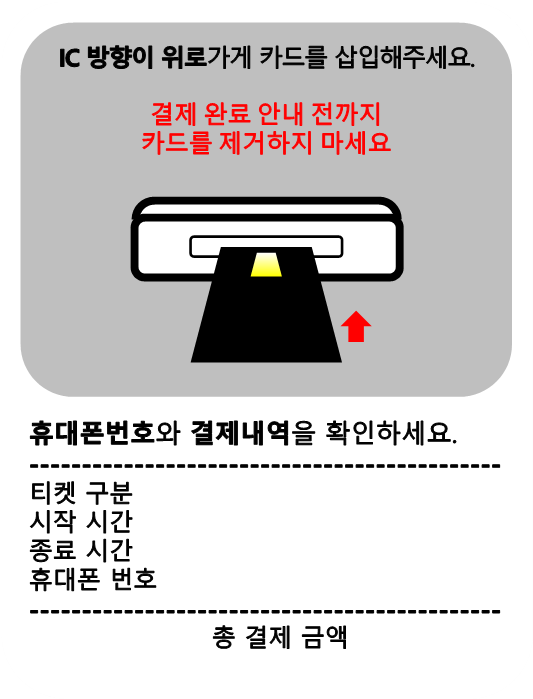 IC 방향이 위로가게 카드를 삽입해주세요.
결제 완료 안내 전까지
카드를 제거하지 마세요
휴대폰번호와 결제내역을 확인하세요.
---------------------------------------------
티켓 구분
시작 시간
종료 시간
휴대폰 번호
---------------------------------------------
총 결제 금액